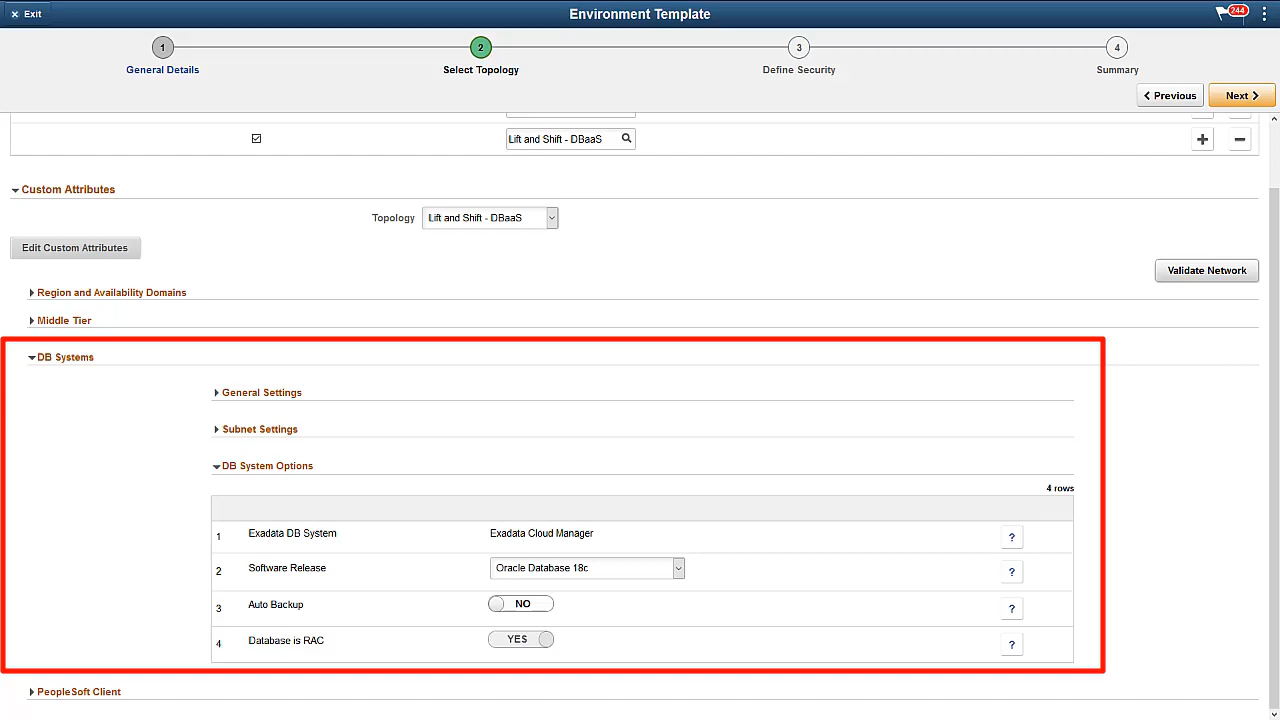 Exit
Environment Template
244
1
2
3
4
General Details
Select Topology
Define Security
Summary
Previous
Next
Lift and Shift - DBaaS
Custom Attributes
Topology
Lift and Shift - DBaaS
Edit Custom Attributes
Validate Network
Region and Availability Domains
Middle Tier
DB Systems
General Settings
Subnet Settings
DB System Options
4 rows
1 Exadata DB System Exadata Cloud Manager ?
2 Software Release Oracle Database 18c ?
3 Auto Backup NO ?
4 Database is RAC YES ?
PeopleSoft Client